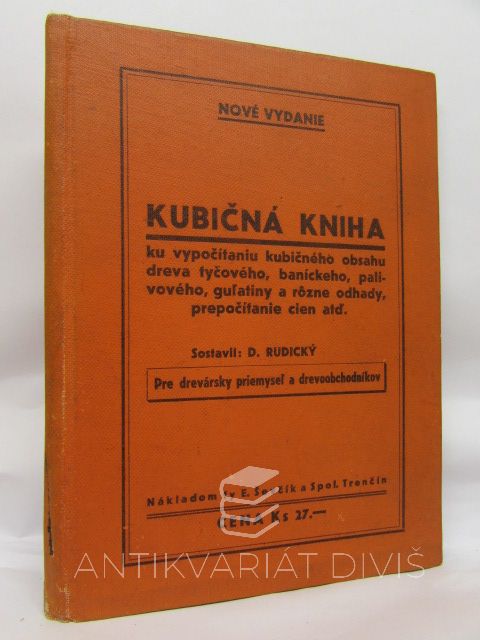 NOVÉ VYDANIE
KUBIČNÁ KNIHA
ku vypočítaniu kubičného obsahu
dreva tyčového, baníckeho, pali-
vového, guľatiny a rôzne odhady,
prepočítanie cien atď.
Sostavil: D. RUDICKÝ
Pre drevársky priemysel a drevoobchodníkov
Nákladom E. a Spol. Trenčín
CENA Ks 27.—
ANTIKVARIÁT DIVIŠ